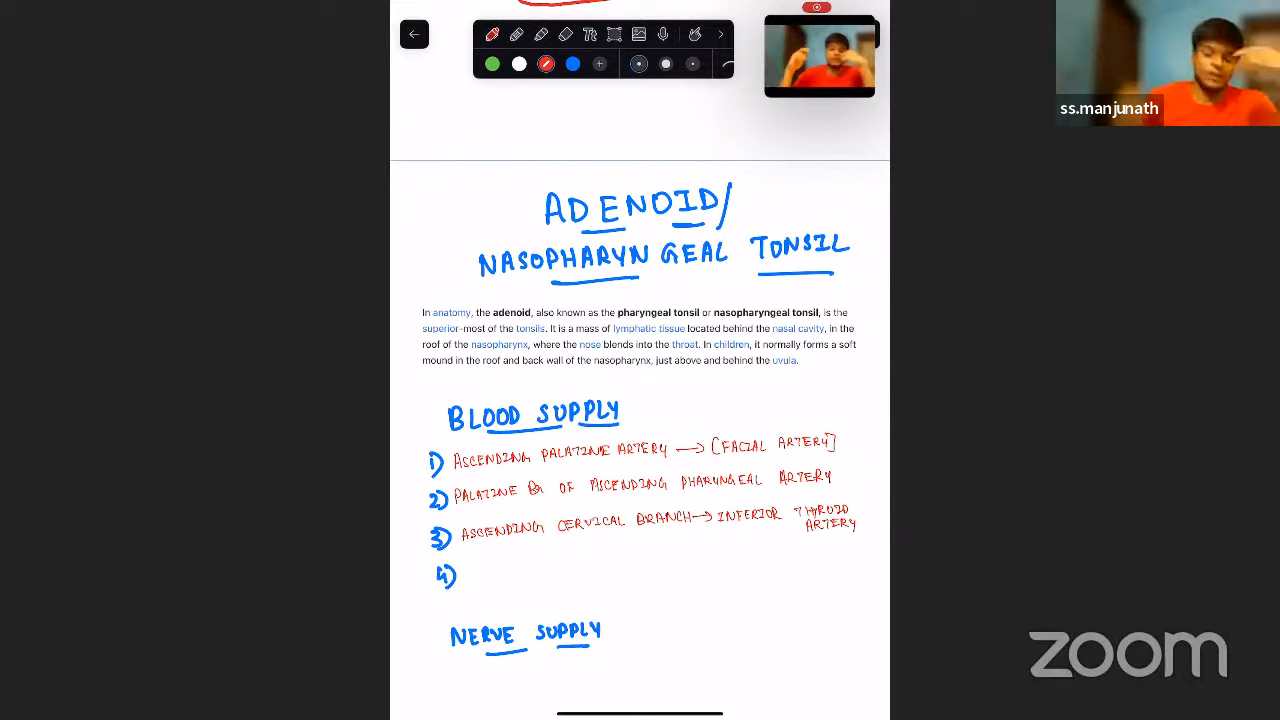 ss.manjunath
ADENOID/
NASOPHARYNGEAL TONSIL
In anatomy, the adenoid, also known as the pharyngeal tonsil or nasopharyngeal tonsil, is the
superior-most of the tonsils. It is a mass of lymphatic tissue located behind the nasal cavity, in the
roof of the nasopharynx, where the nose blends into the throat. In children, it normally forms a soft
mound in the roof and back wall of the nasopharynx, just above and behind the uvula.
BLOOD SUPPLY
1) ASCENDING PALATINE ARTERY → [FACIAL ARTERY]
2) PALATINE Br OF ASCENDING PHARYNGEAL ARTERY
3) ASCENDING CERVICAL BRANCH → INFERIOR THYROID
ARTERY
4)
NERVE SUPPLY
zoom